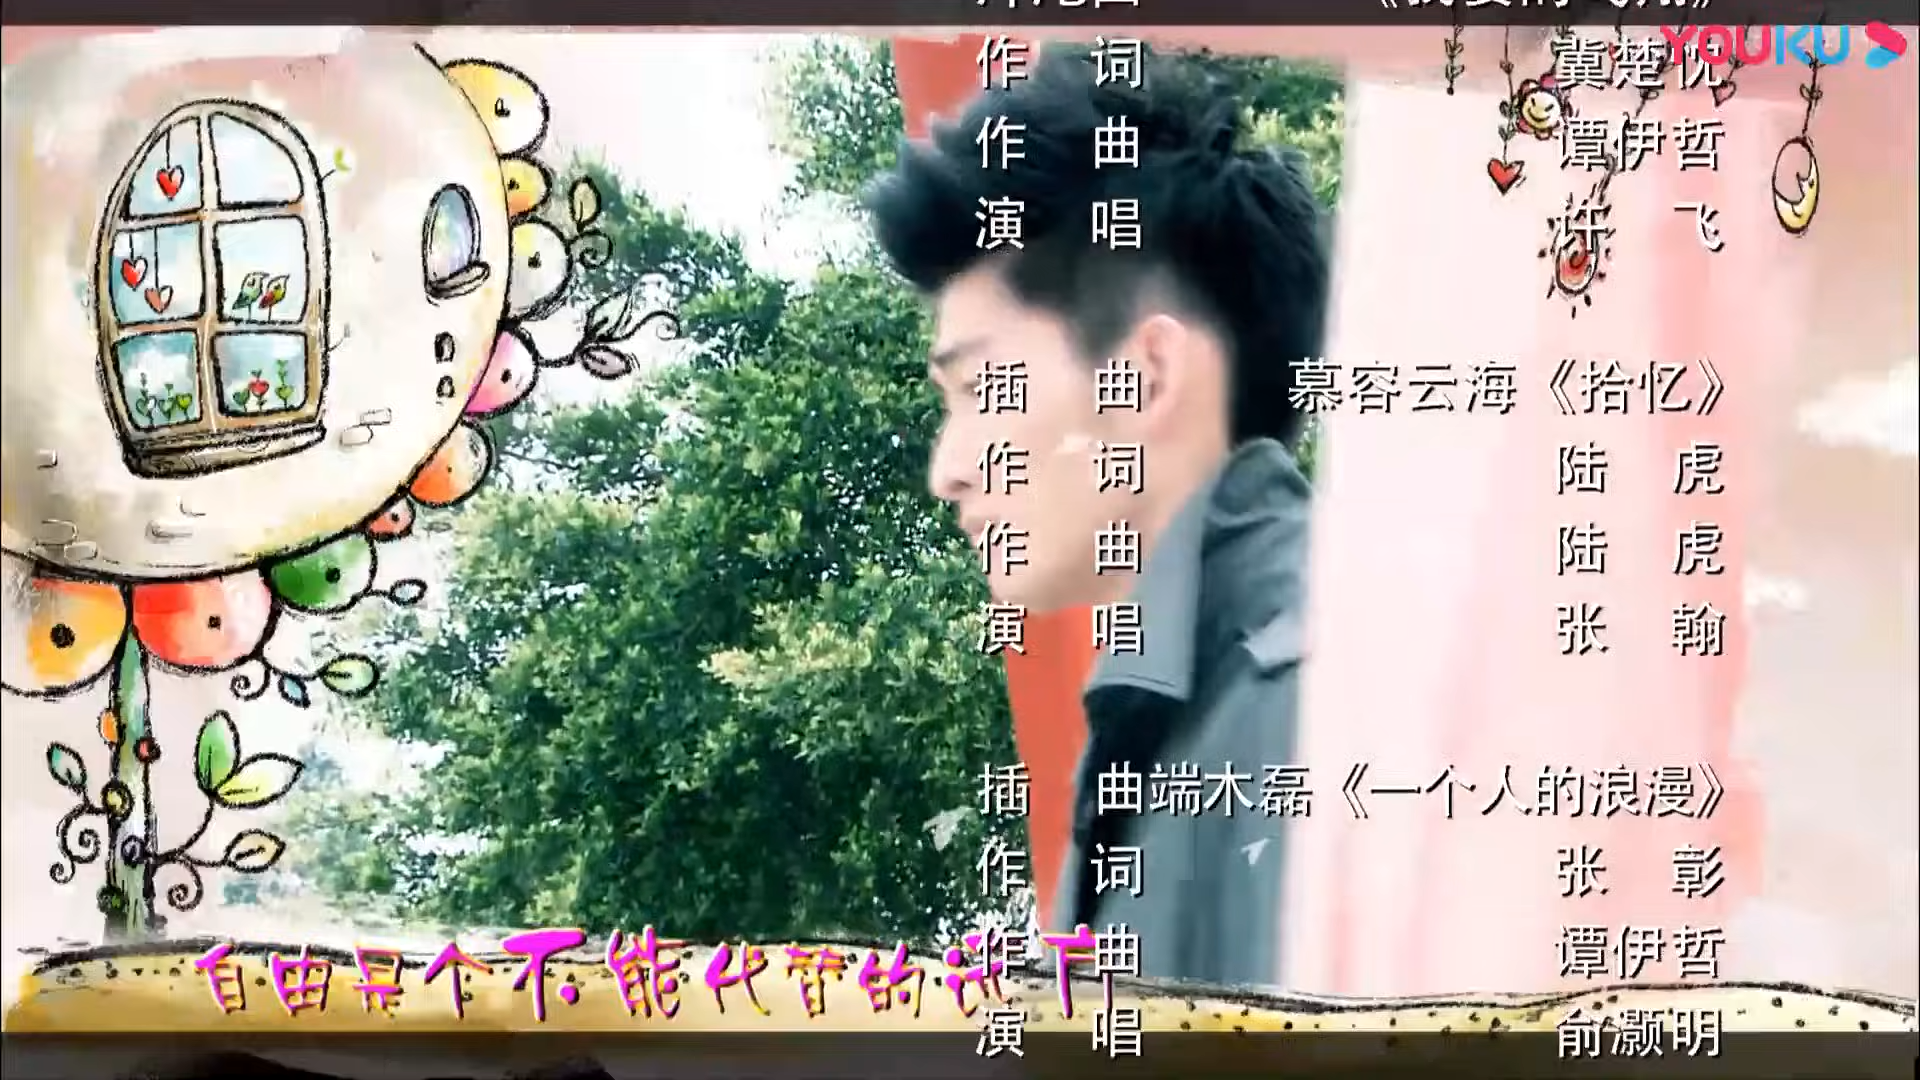 YOUKU
作 词 冀楚忱
作 曲 谭伊哲
演 唱 许 飞
插 曲 慕容云海《拾忆》
作 词 陆 虎
作 曲 陆 虎
演 唱 张 翰
插 曲端木磊《一个人的浪漫》
作 词 张 彰
作 曲 谭伊哲
演 唱 俞灏明
自由是个不能代替的